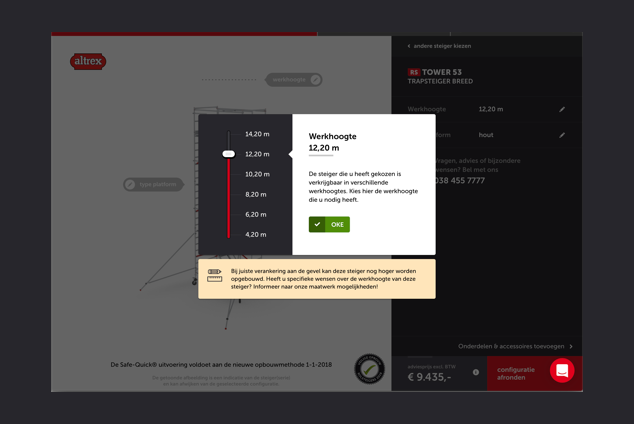 altrex
werkhoogte
andere steiger kiezen
RS TOWER 53
TRAPSTEIGER BREED
Werkhoogte 12,20 m
form hout
038 455 7777
type platform
14,20 m
12,20 m
10,20 m
8,20 m
6,20 m
4,20 m
Werkhoogte
12,20 m
De steiger die u heeft gekozen is
verkrijgbaar in verschillende
werkhoogtes. Kies hier de werkhoogte
die u nodig heeft.
OKE
Bij juiste verankering aan de gevel kan deze steiger nog hoger worden
opgebouwd. Heeft u specifieke wensen over de werkhoogte van deze
steiger? Informeer naar onze maatwerk mogelijkheden!
vragen, advies of bijzondere
wensen? Bel met ons
De Safe-Quick® uitvoering voldoet aan de nieuwe opbouwmethode 1-1-2018
Onderdelen & accessoires toevoegen
adviesprijs excl. BTW
€ 9.435,-
configuratie
afronden